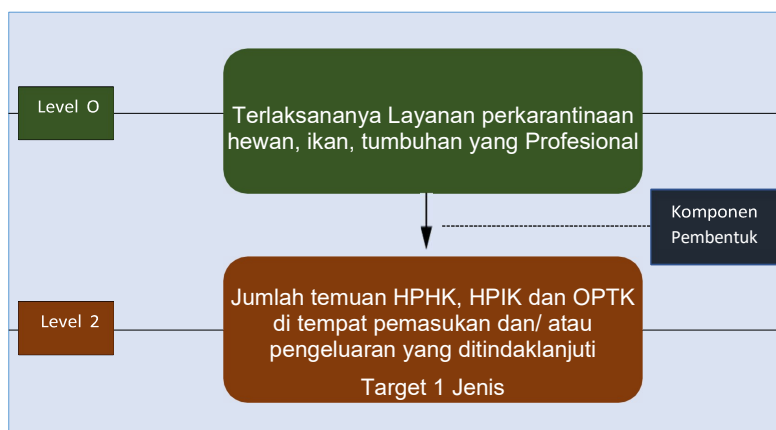 Level O
Terlaksananya Layanan perkarantinaan
hewan, ikan, tumbuhan yang Profesional
Komponen
Pembentuk
Level 2
Jumlah temuan HPHK, HPIK dan OPTK
di tempat pemasukan dan/ atau
pengeluaran yang ditindaklanjuti
Target 1 Jenis